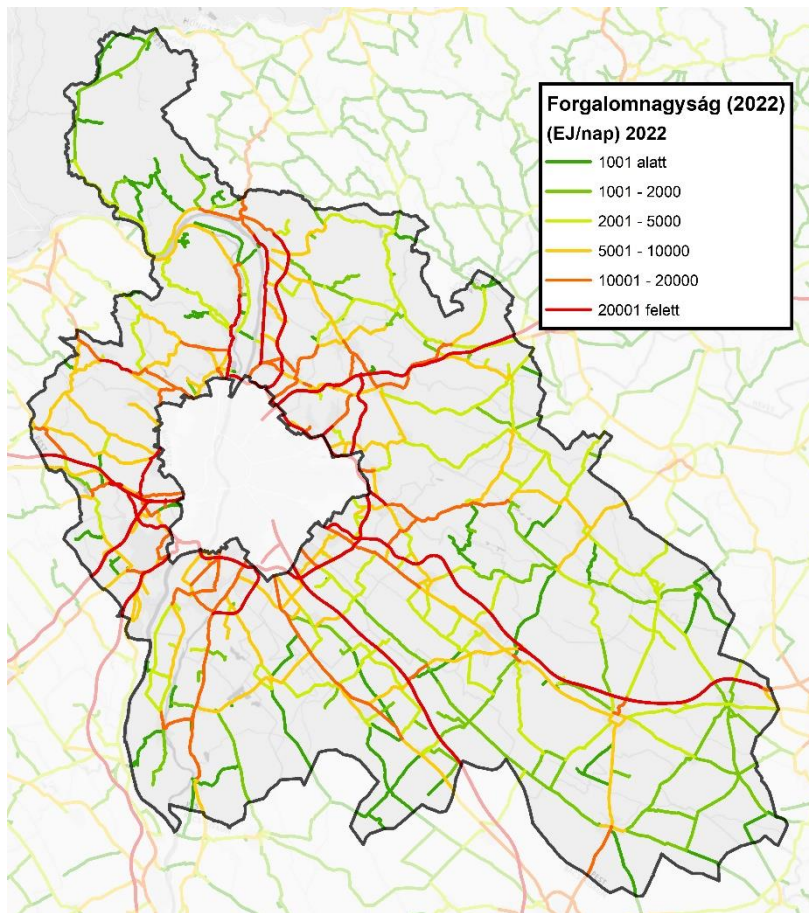 Forgalomnagyság (2022)
(EJ/nap) 2022
1001 alatt
1001 - 2000
2001 - 5000
5001 - 10000
10001 - 20000
20001 felett